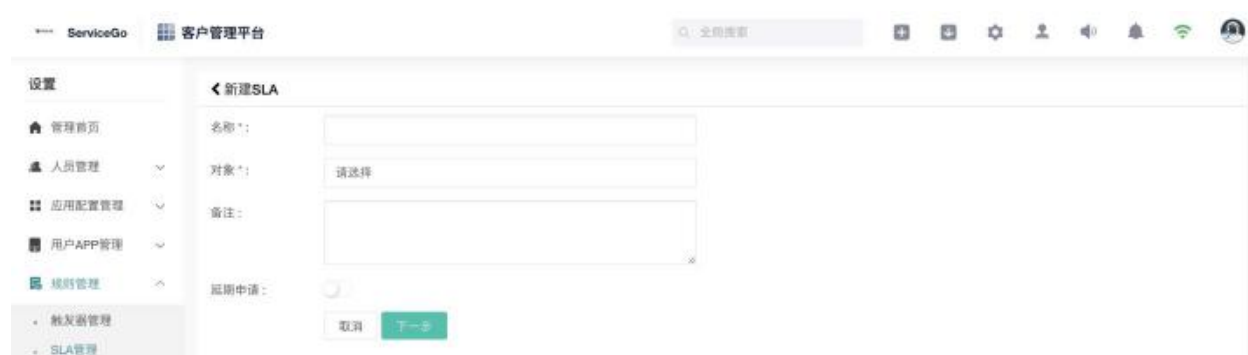 ServiceGo
客户管理平台
全局搜索
设置
新建SLA
管理首页
名称*:
人员管理
对象*:
请选择
应用配置管理
备注:
用户APP管理
规则管理
延期申请:
触发器管理
取消
下一步
SLA管理